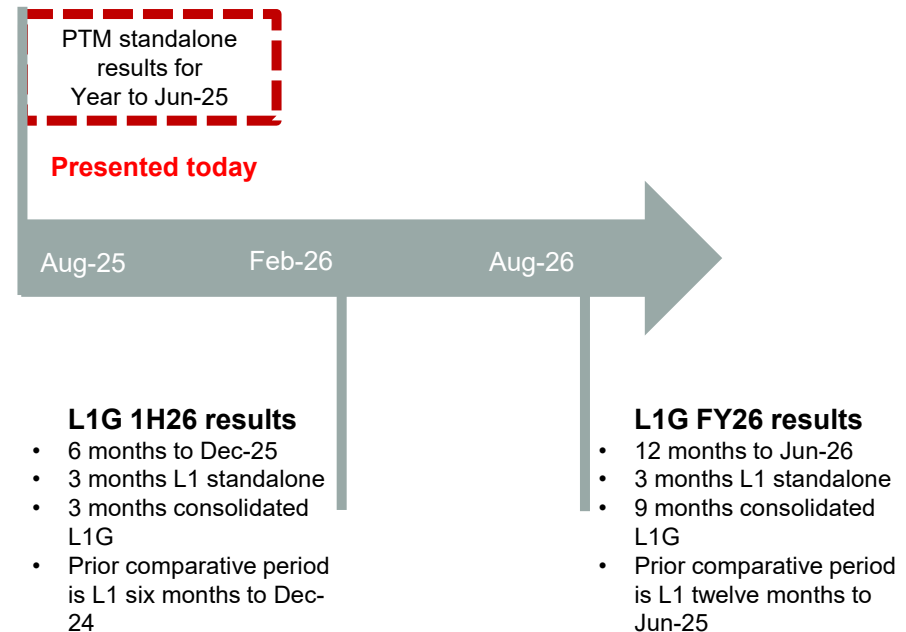 PTM standalone
results for
Year to Jun-25
Presented today
Aug-25
Feb-26
Aug-26
L1G 1H26 results
• 6 months to Dec-25
• 3 months L1 standalone
• 3 months consolidated
L1G
• Prior comparative period
is L1 six months to Dec-
24
L1G FY26 results
• 12 months to Jun-26
• 3 months L1 standalone
• 9 months consolidated
L1G
• Prior comparative period
is L1 twelve months to
Jun-25